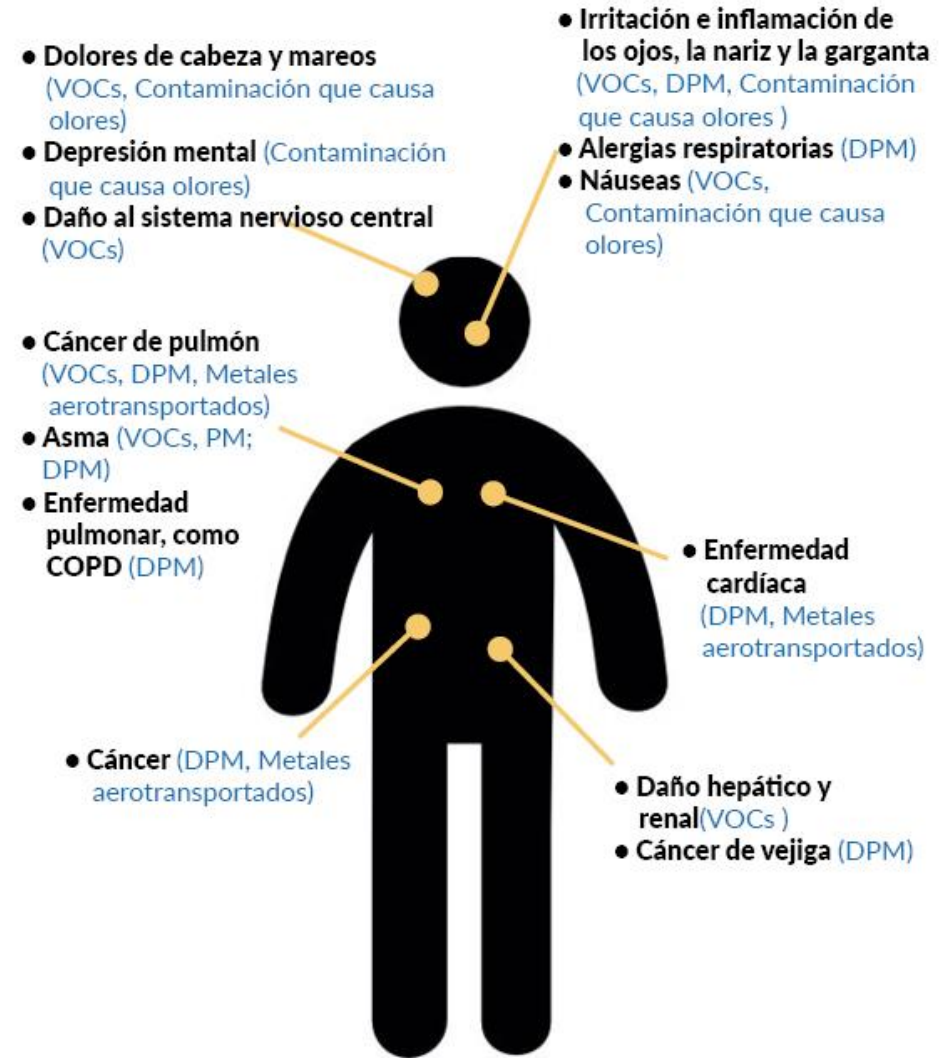 ● Dolores de cabeza y mareos
(VOCs, Contaminación que causa
olores)
● Depresión mental (Contaminación
que causa olores)
● Daño al sistema nervioso central
(VOCs)
● Irritación e inflamación de
los ojos, la nariz y la garganta
(VOCs, DPM, Contaminación
que causa olores )
● Alergias respiratorias (DPM)
● Náuseas (VOCs,
Contaminación que causa
olores)
● Cáncer de pulmón
(VOCs, DPM, Metales
aerotransportados)
● Asma (VOCs, PM;
DPM)
● Enfermedad
pulmonar, como
COPD (DPM)
● Enfermedad
cardíaca
(DPM, Metales
aerotransportados)
● Cáncer (DPM, Metales
aerotransportados)
● Daño hepático y
renal(VOCs )
● Cáncer de vejiga (DPM)